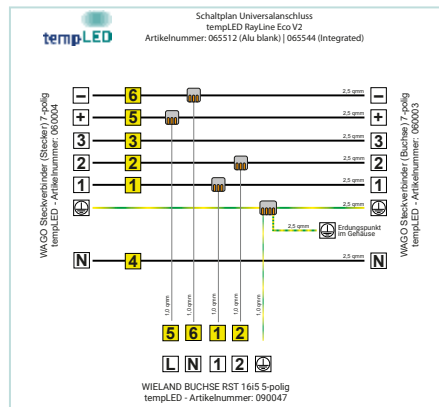 tempLED
Schaltplan Universalanschluss
tempLED RayLine Eco V2
Artikelnummer: 065512 (Alu blank) | 065544 (Integrated)
WAGO Steckverbinder (Stecker) 7-polig
tempLED - Artikelnummer: 060004
– 6 2,5 qmm –
+ 5 2,5 qmm +
3 3 2,5 qmm 3
2 2 2,5 qmm 2
1 1 2,5 qmm 1
2,5 qmm
2,5 qmm
Erdungspunkt
im Gehäuse
N 4 2,5 qmm N
WAGO Steckverbinder (Buchse) 7-polig
tempLED - Artikelnummer: 060003
1,0 qmm 1,0 qmm 1,0 qmm 1,0 qmm 1,0 qmm
5 6 1 2
L N 1 2
WIELAND BUCHSE RST 16i5 5-polig
tempLED - Artikelnummer: 090047